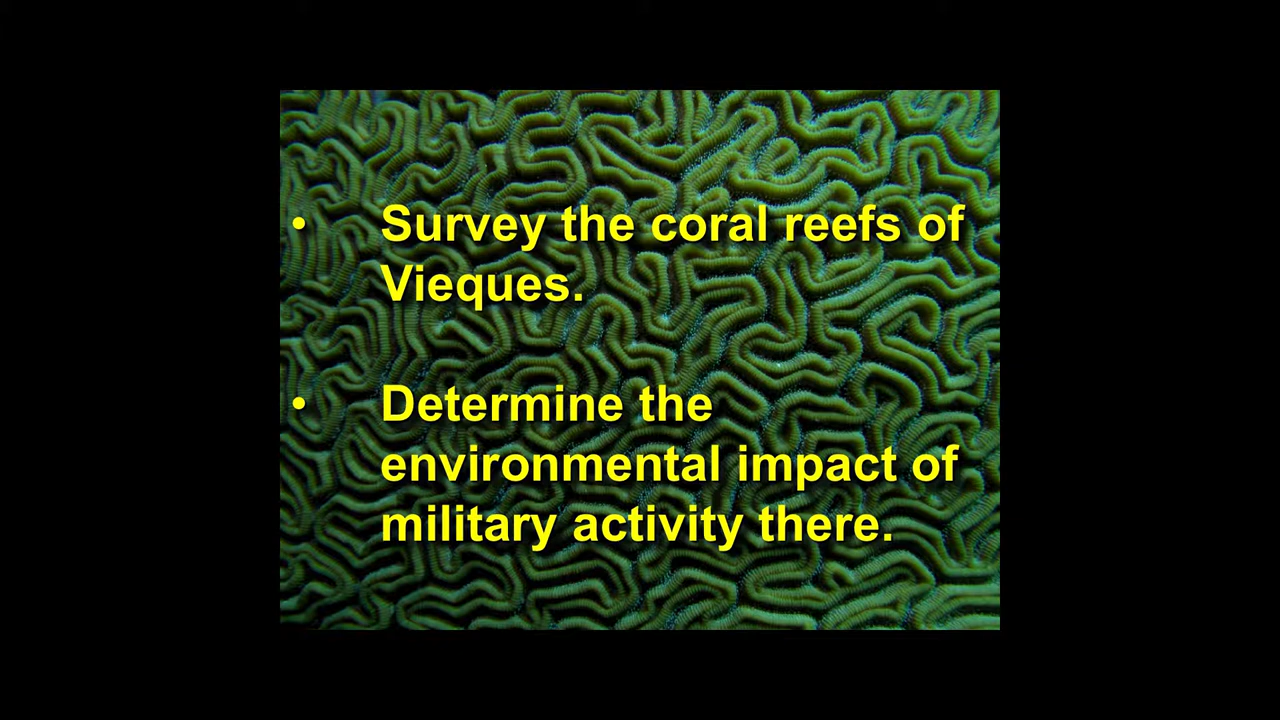 • Survey the coral reefs of
Vieques.
• Determine the
environmental impact of
military activity there.